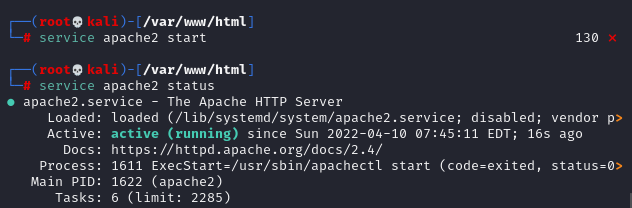 ┌──(root💀kali)-[/var/www/html]
└─# service apache2 start 130 ⨯
┌──(root💀kali)-[/var/www/html]
└─# service apache2 status
● apache2.service - The Apache HTTP Server
Loaded: loaded (/lib/systemd/system/apache2.service; disabled; vendor p>
Active: active (running) since Sun 2022-04-10 07:45:11 EDT; 16s ago
Docs: https://httpd.apache.org/docs/2.4/
Process: 1611 ExecStart=/usr/sbin/apachectl start (code=exited, status=0>
Main PID: 1622 (apache2)
Tasks: 6 (limit: 2285)